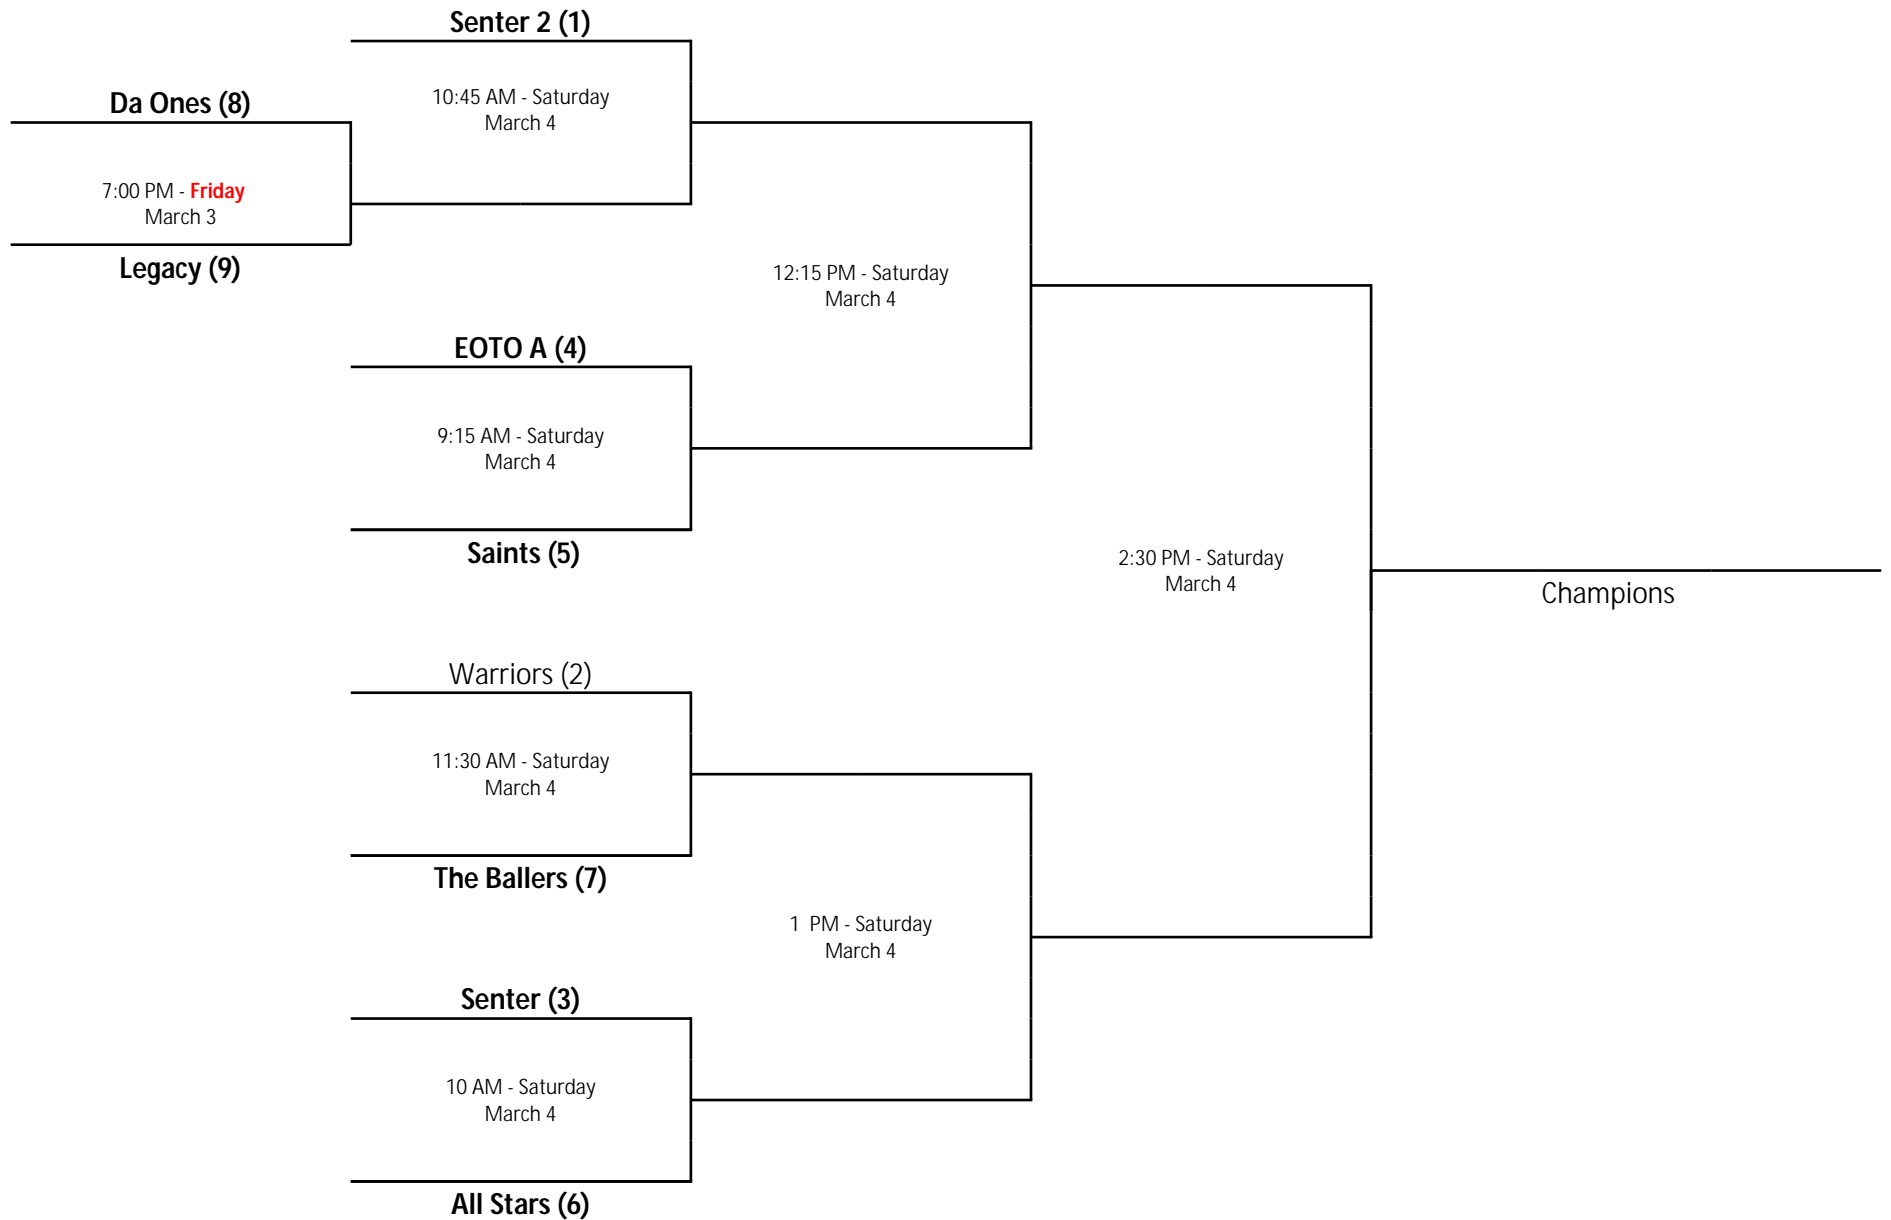 Senter 2 (1)
10:45 AM - Saturday
March 4
Da Ones (8)
7:00 PM - Friday
March 3
Legacy (9)
12:15 PM - Saturday
March 4
EOTO A (4)
9:15 AM - Saturday
March 4
Saints (5)
2:30 PM - Saturday
March 4
Champions
Warriors (2)
11:30 AM - Saturday
March 4
The Ballers (7)
1  PM - Saturday
March 4
Senter (3)
10 AM - Saturday
March 4
All Stars (6)